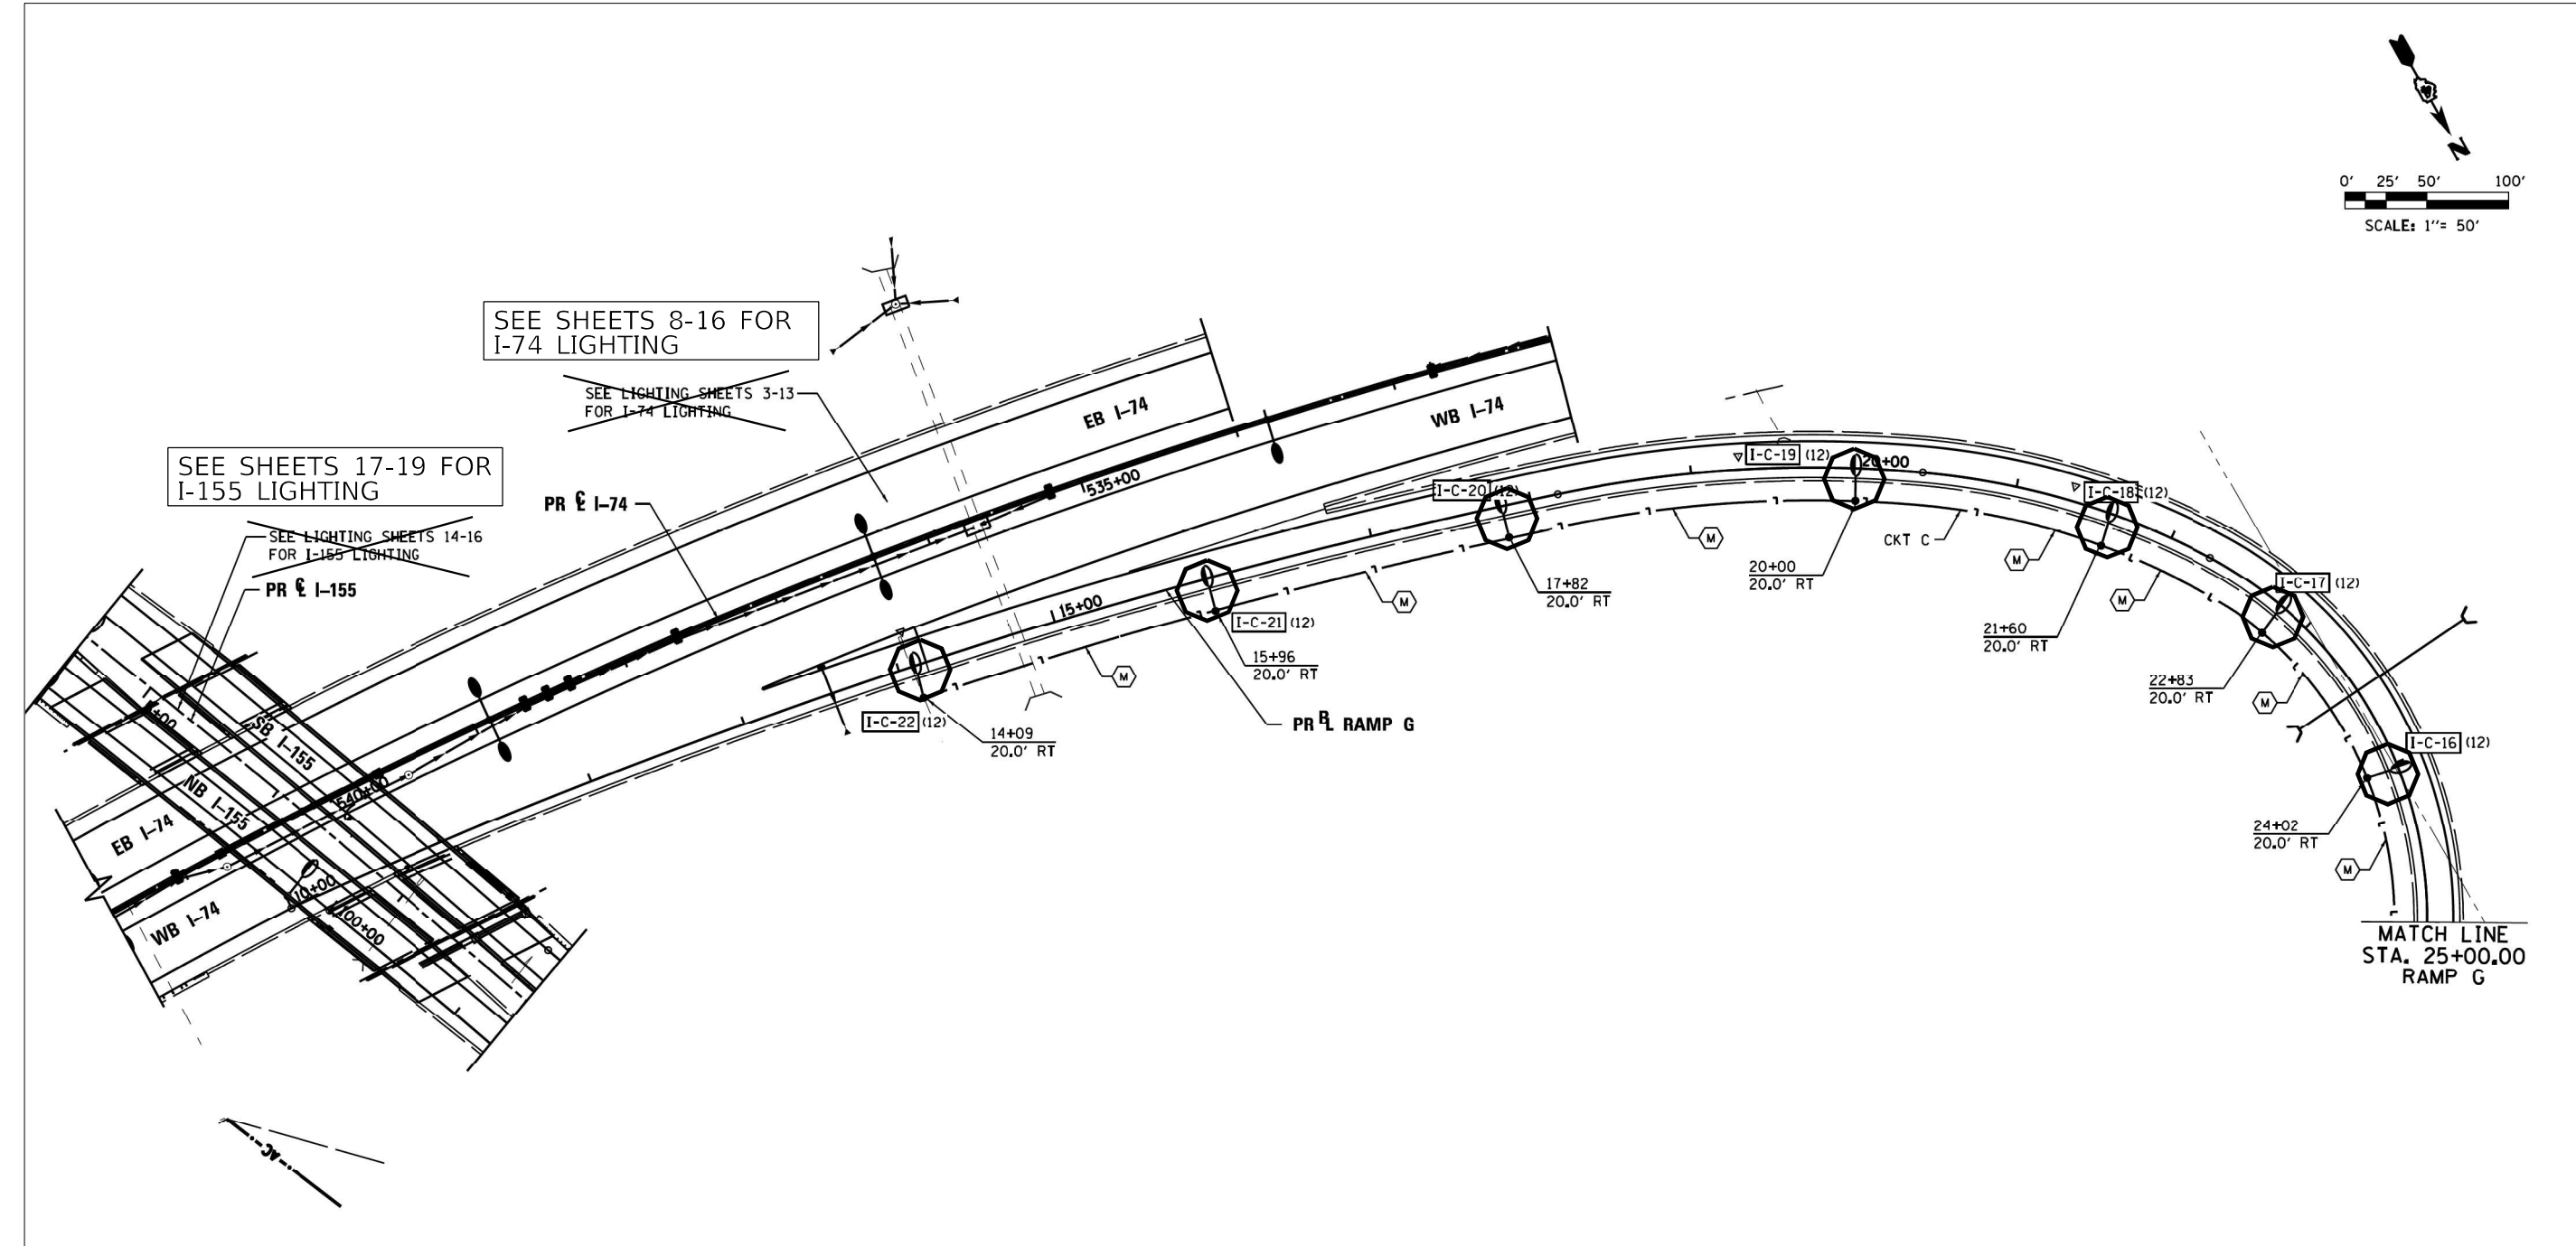 N
0' 25' 50' 100'
SCALE: 1"= 50'
SEE SHEETS 8-16 FOR
I-74 LIGHTING
SEE LIGHTING SHEETS 3-13
FOR I-74 LIGHTING
SEE SHEETS 17-19 FOR
I-155 LIGHTING
SEE LIGHTING SHEETS 14-16
FOR I-155 LIGHTING
PR ℄ I-155
PR ℄ I-74
EB I-74
WB I-74
535+00
15+00
20+00
I-C-19 (12)
I-C-20 (12)
I-C-18 (12)
I-C-17 (12)
I-C-16 (12)
I-C-21 (12)
I-C-22 (12)
CKT C
M
M
M
M
M
M
M
17+82
20.0' RT
20+00
20.0' RT
21+60
20.0' RT
22+83
20.0' RT
24+02
20.0' RT
15+96
20.0' RT
14+09
20.0' RT
PR BL RAMP G
SB I-155
NB I-155
540+00
EB I-74
WB I-74
10+00
100+00
MATCH LINE
STA. 25+00.00
RAMP G
AC